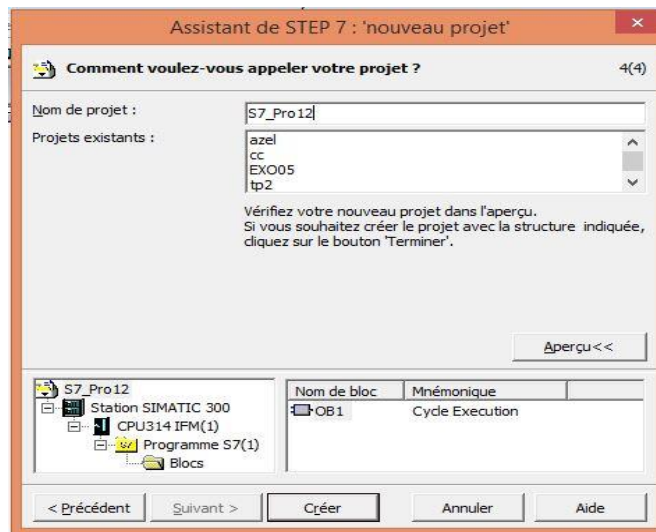 Assistant de STEP 7 : 'nouveau projet'
Comment voulez-vous appeler votre projet ? 4(4)
Nom de projet : S7_Pro12
Projets existants : azel
cc
EXO05
tp2
Vérifiez votre nouveau projet dans l'aperçu.
Si vous souhaitez créer le projet avec la structure indiquée,
cliquez sur le bouton 'Terminer'.
Aperçu<<
S7_Pro12
Station SIMATIC 300
CPU314 IFM(1)
Programme S7(1)
Blocs
Nom de bloc Mnémonique
OB1 Cycle Execution
< Précédent Suivant > Créer Annuler Aide